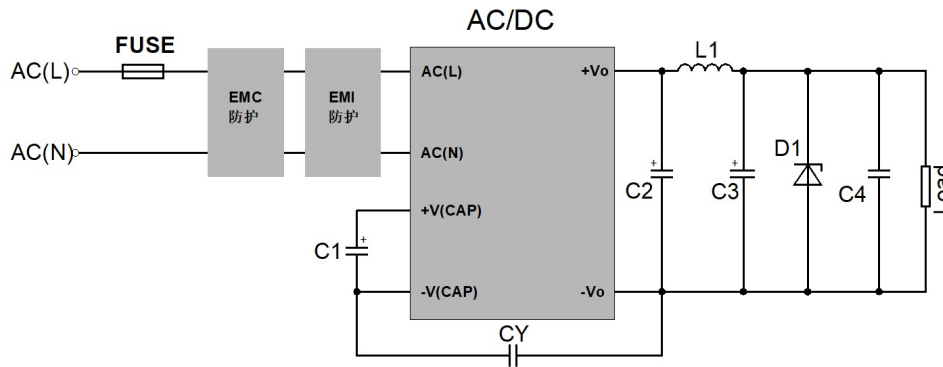 AC/DC
FUSE
AC(L)
EMC
防护
EMI
防护
AC(L)
+Vo
L1
AC(N)
AC(N)
C2
C3
D1
C4
Load
+V(CAP)
C1
-V(CAP)
-Vo
CY